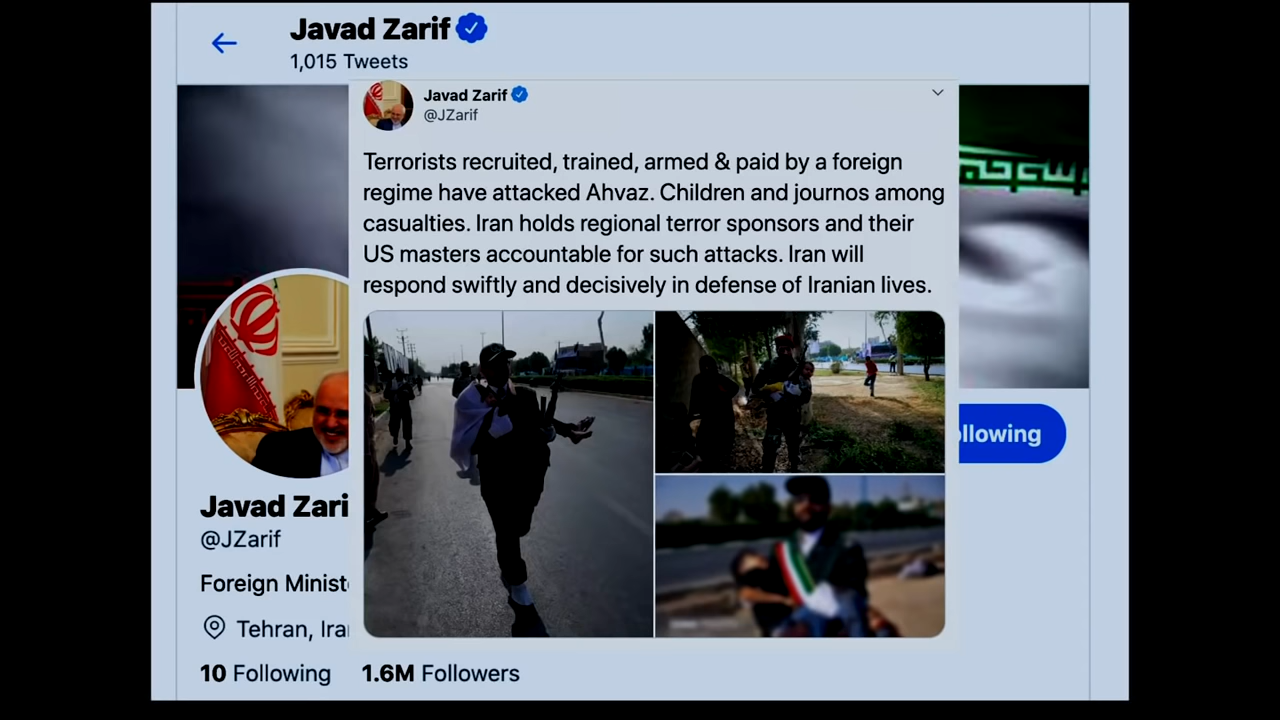 Javad Zarif
1,015 Tweets
Javad Zarif
@JZarif
Terrorists recruited, trained, armed & paid by a foreign
regime have attacked Ahvaz. Children and journos among
casualties. Iran holds regional terror sponsors and their
US masters accountable for such attacks. Iran will
respond swiftly and decisively in defense of Iranian lives.
ollowing
Javad Zari
@JZarif
Foreign Ministe
Tehran, Ira
10 Following
1.6M Followers